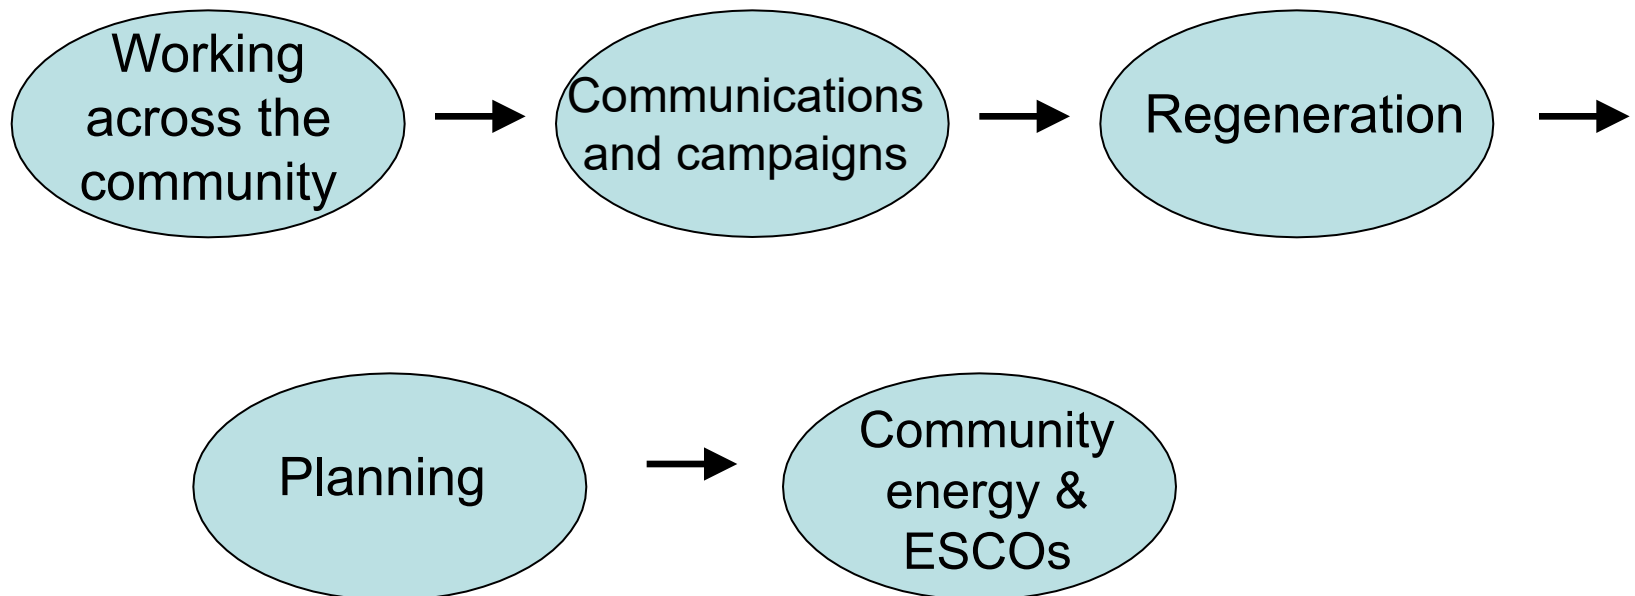 Working
across the
community
Communications
and campaigns
Regeneration
Planning
Community
energy &
ESCOs